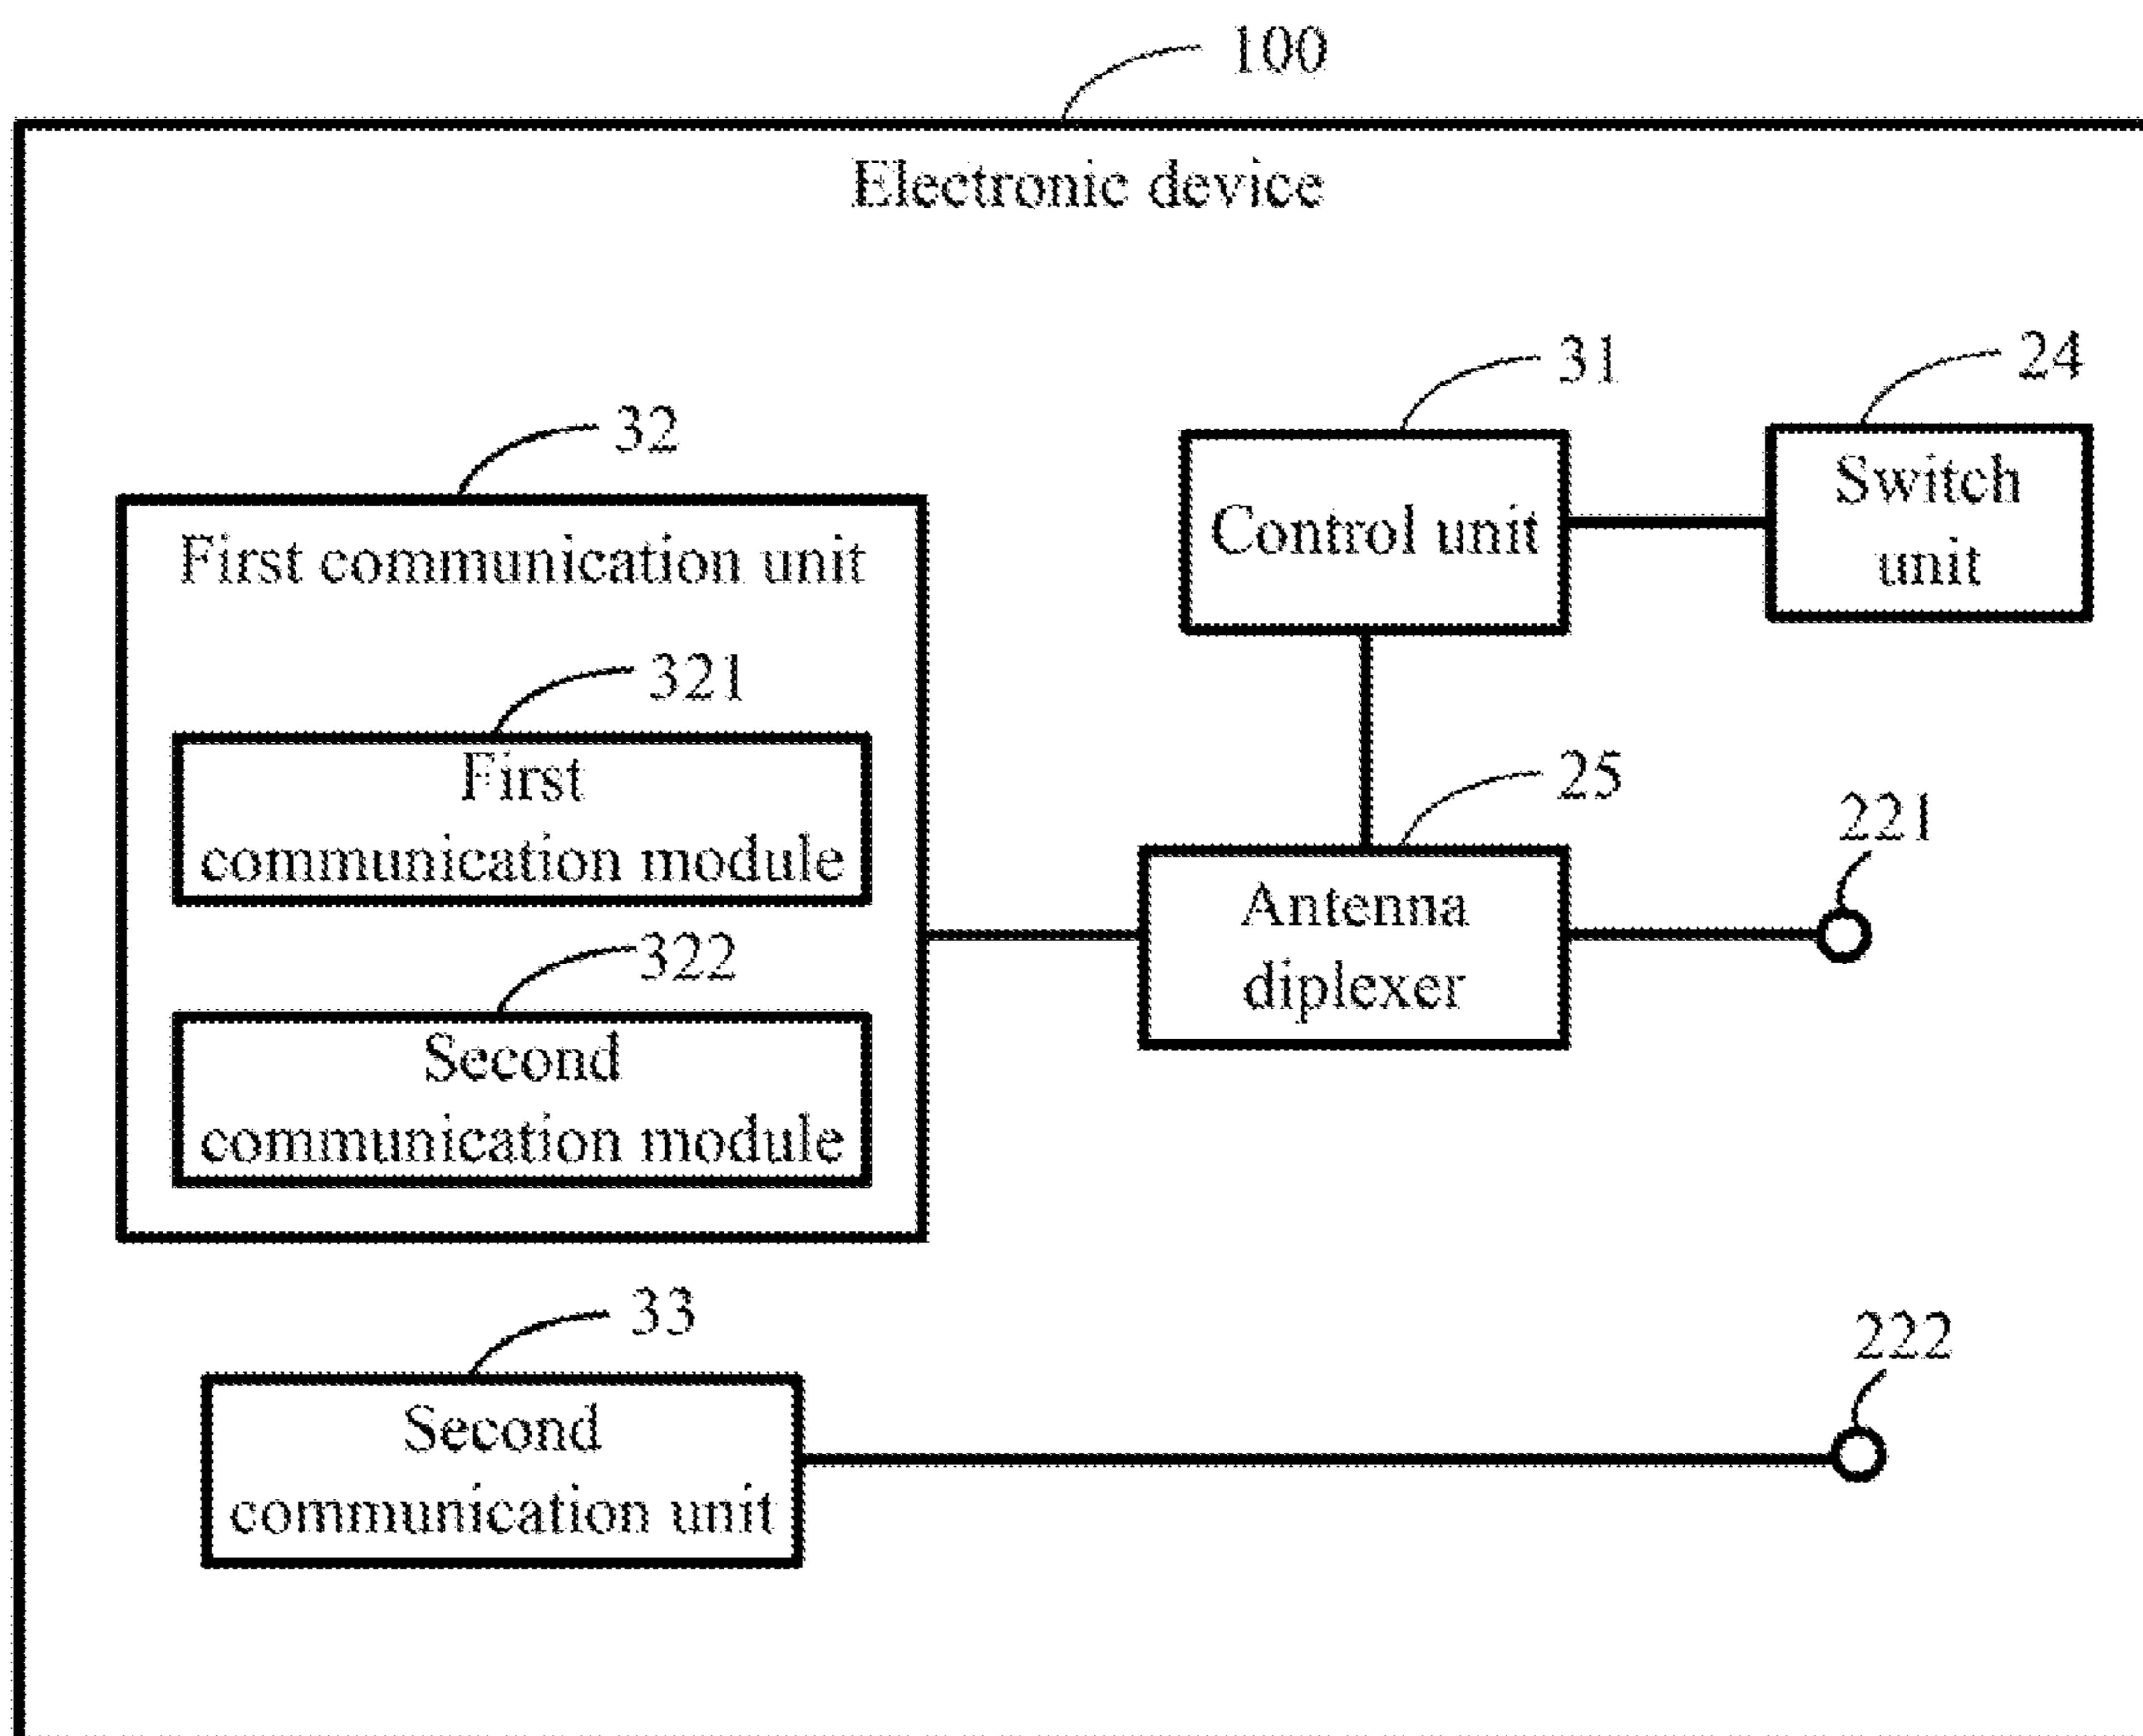 100
Electronic device
31
24
32
Control unit
Switch
unit
First communication unit
321
First
communication module
25
221
Antenna
diplexer
322
Second
communication module
33
222
Second
communication unit